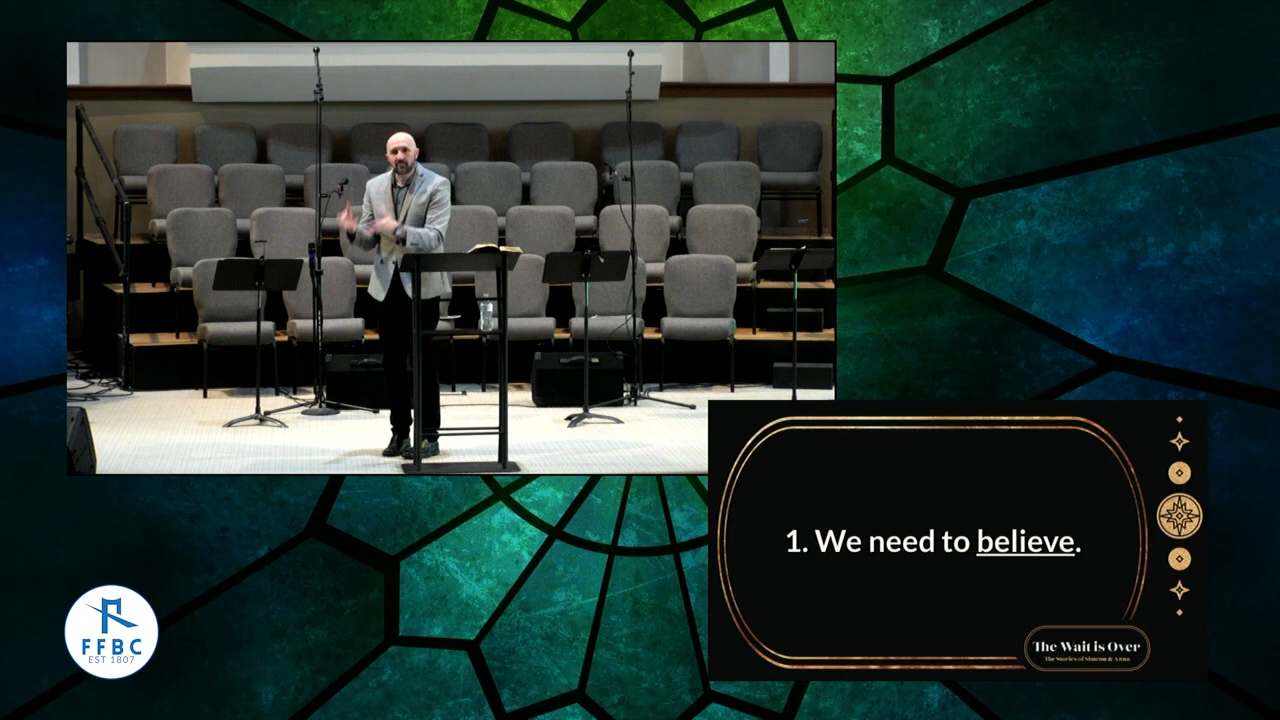 1. We need to believe.
The Wait is Over
The Stories of Simeon & Anna
FFBC
EST 1807